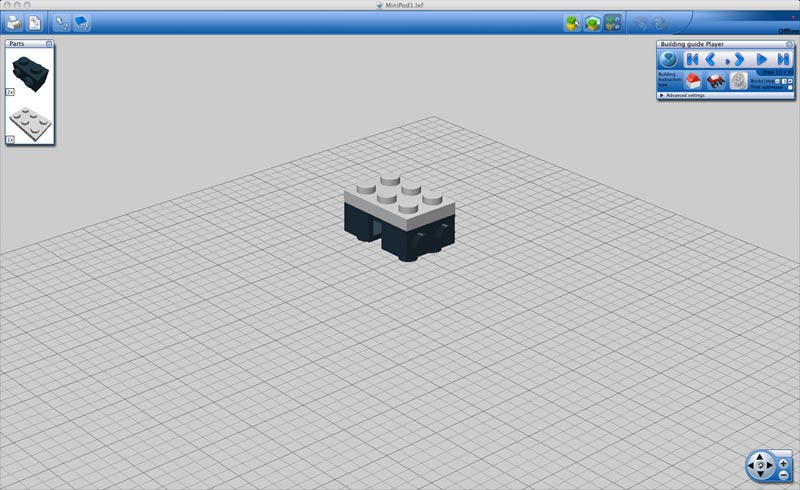 MiniPod1.lxf
Offline
Parts
2x
1x
Building guide Player
Step [1 / 4]
Building
instruction
type
Bricks/step
Print optimized
Advanced settings